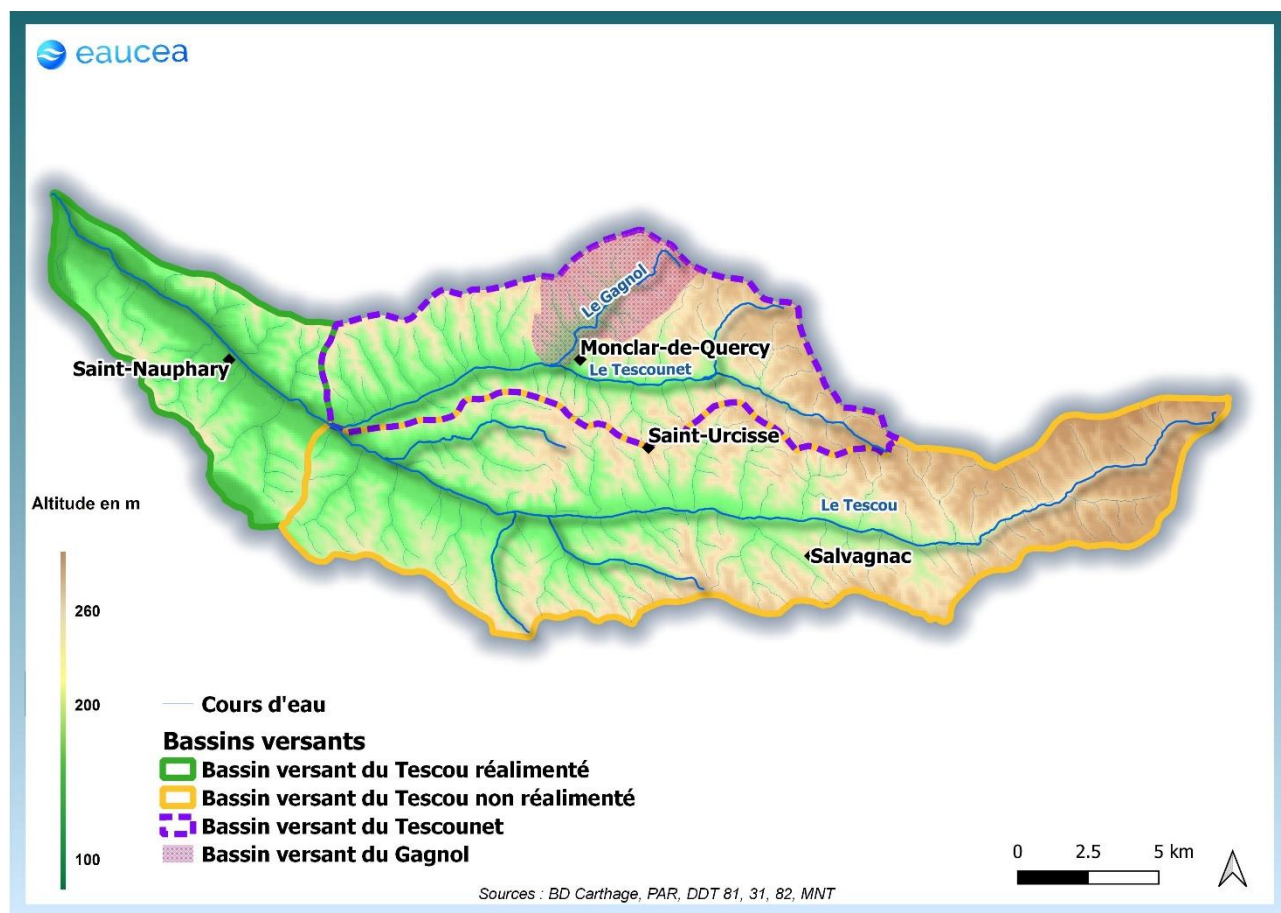 eaucea
Le Gagnol
Monclar-de-Quercy
Saint-Nauphary
Le Tescounet
Saint-Urcisse
Le Tescou
Altitude en m
Salvagnac
260
200
100
Cours d'eau
Bassins versants
Bassin versant du Tescou réalimenté
Bassin versant du Tescou non réalimenté
Bassin versant du Tescounet
Bassin versant du Gagnol
0 2.5 5 km
Sources : BD Carthage, PAR, DDT 81, 31, 82, MNT